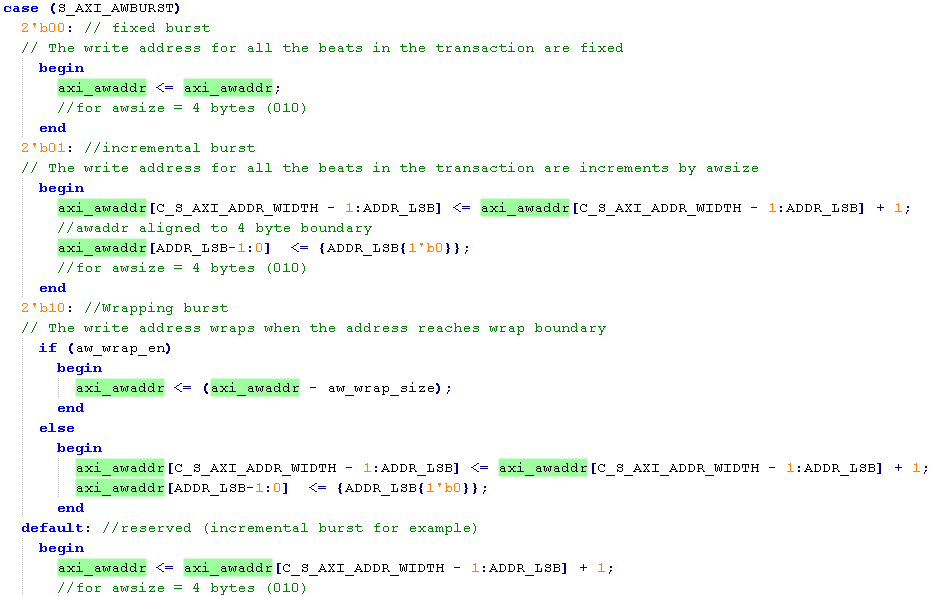 case (S_AXI_AWBURST)
2'b00: // fixed burst
// The write address for all the beats in the transaction are fixed
begin
axi_awaddr <= axi_awaddr;
//for awsize = 4 bytes (010)
end
2'b01: //incremental burst
// The write address for all the beats in the transaction are increments by awsize
begin
axi_awaddr[C_S_AXI_ADDR_WIDTH - 1:ADDR_LSB] <= axi_awaddr[C_S_AXI_ADDR_WIDTH - 1:ADDR_LSB] + 1;
//awaddr aligned to 4 byte boundary
axi_awaddr[ADDR_LSB-1:0]  <= {ADDR_LSB{1'b0}};
//for awsize = 4 bytes (010)
end
2'b10: //Wrapping burst
// The write address wraps when the address reaches wrap boundary
if (aw_wrap_en)
begin
axi_awaddr <= (axi_awaddr - aw_wrap_size);
end
else
begin
axi_awaddr[C_S_AXI_ADDR_WIDTH - 1:ADDR_LSB] <= axi_awaddr[C_S_AXI_ADDR_WIDTH - 1:ADDR_LSB] + 1;
axi_awaddr[ADDR_LSB-1:0]  <= {ADDR_LSB{1'b0}};
end
default: //reserved (incremental burst for example)
begin
axi_awaddr <= axi_awaddr[C_S_AXI_ADDR_WIDTH - 1:ADDR_LSB] + 1;
//for awsize = 4 bytes (010)